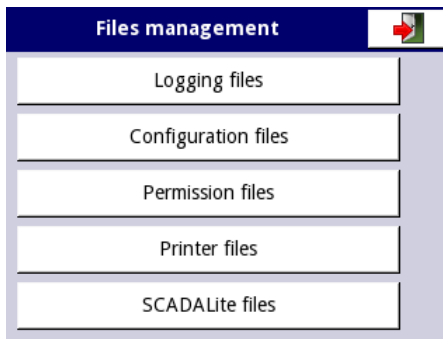 Files management
Logging files
Configuration files
Permission files
Printer files
SCADALite files